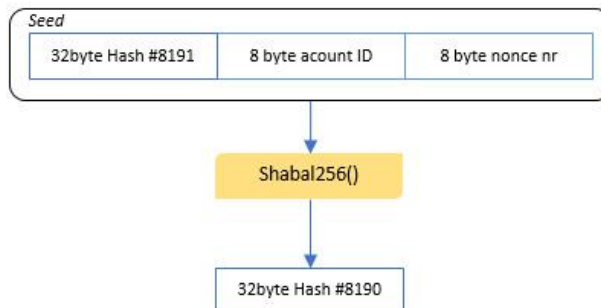 Seed
32byte Hash #8191
8 byte acount ID
8 byte nonce nr
Shabal256()
32byte Hash #8190